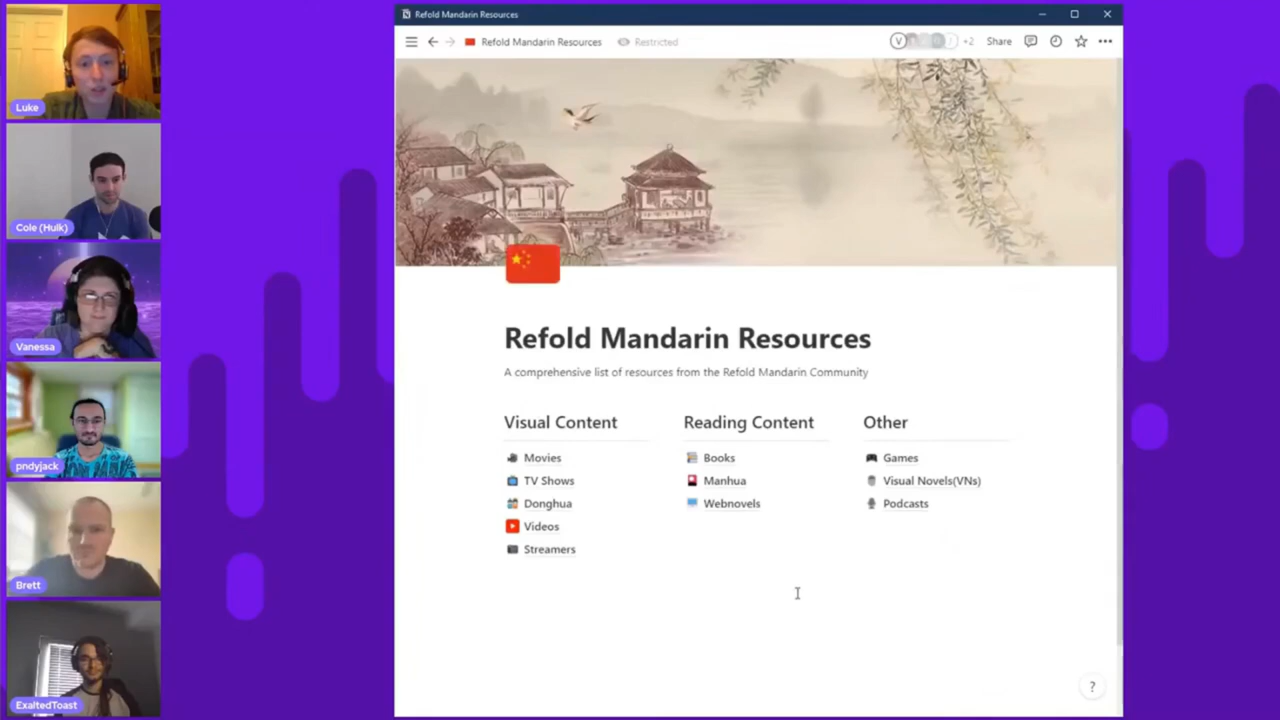 Luke
Cole (Hulk)
Vanessa
pndyjack
Brett
ExaltedToast
Refold Mandarin Resources
Refold Mandarin Resources
Restricted
V
+2
Share
Refold Mandarin Resources
A comprehensive list of resources from the Refold Mandarin Community
Visual Content
Movies
TV Shows
Donghua
Videos
Streamers
Reading Content
Books
Manhua
Webnovels
Other
Games
Visual Novels(VNs)
Podcasts
?